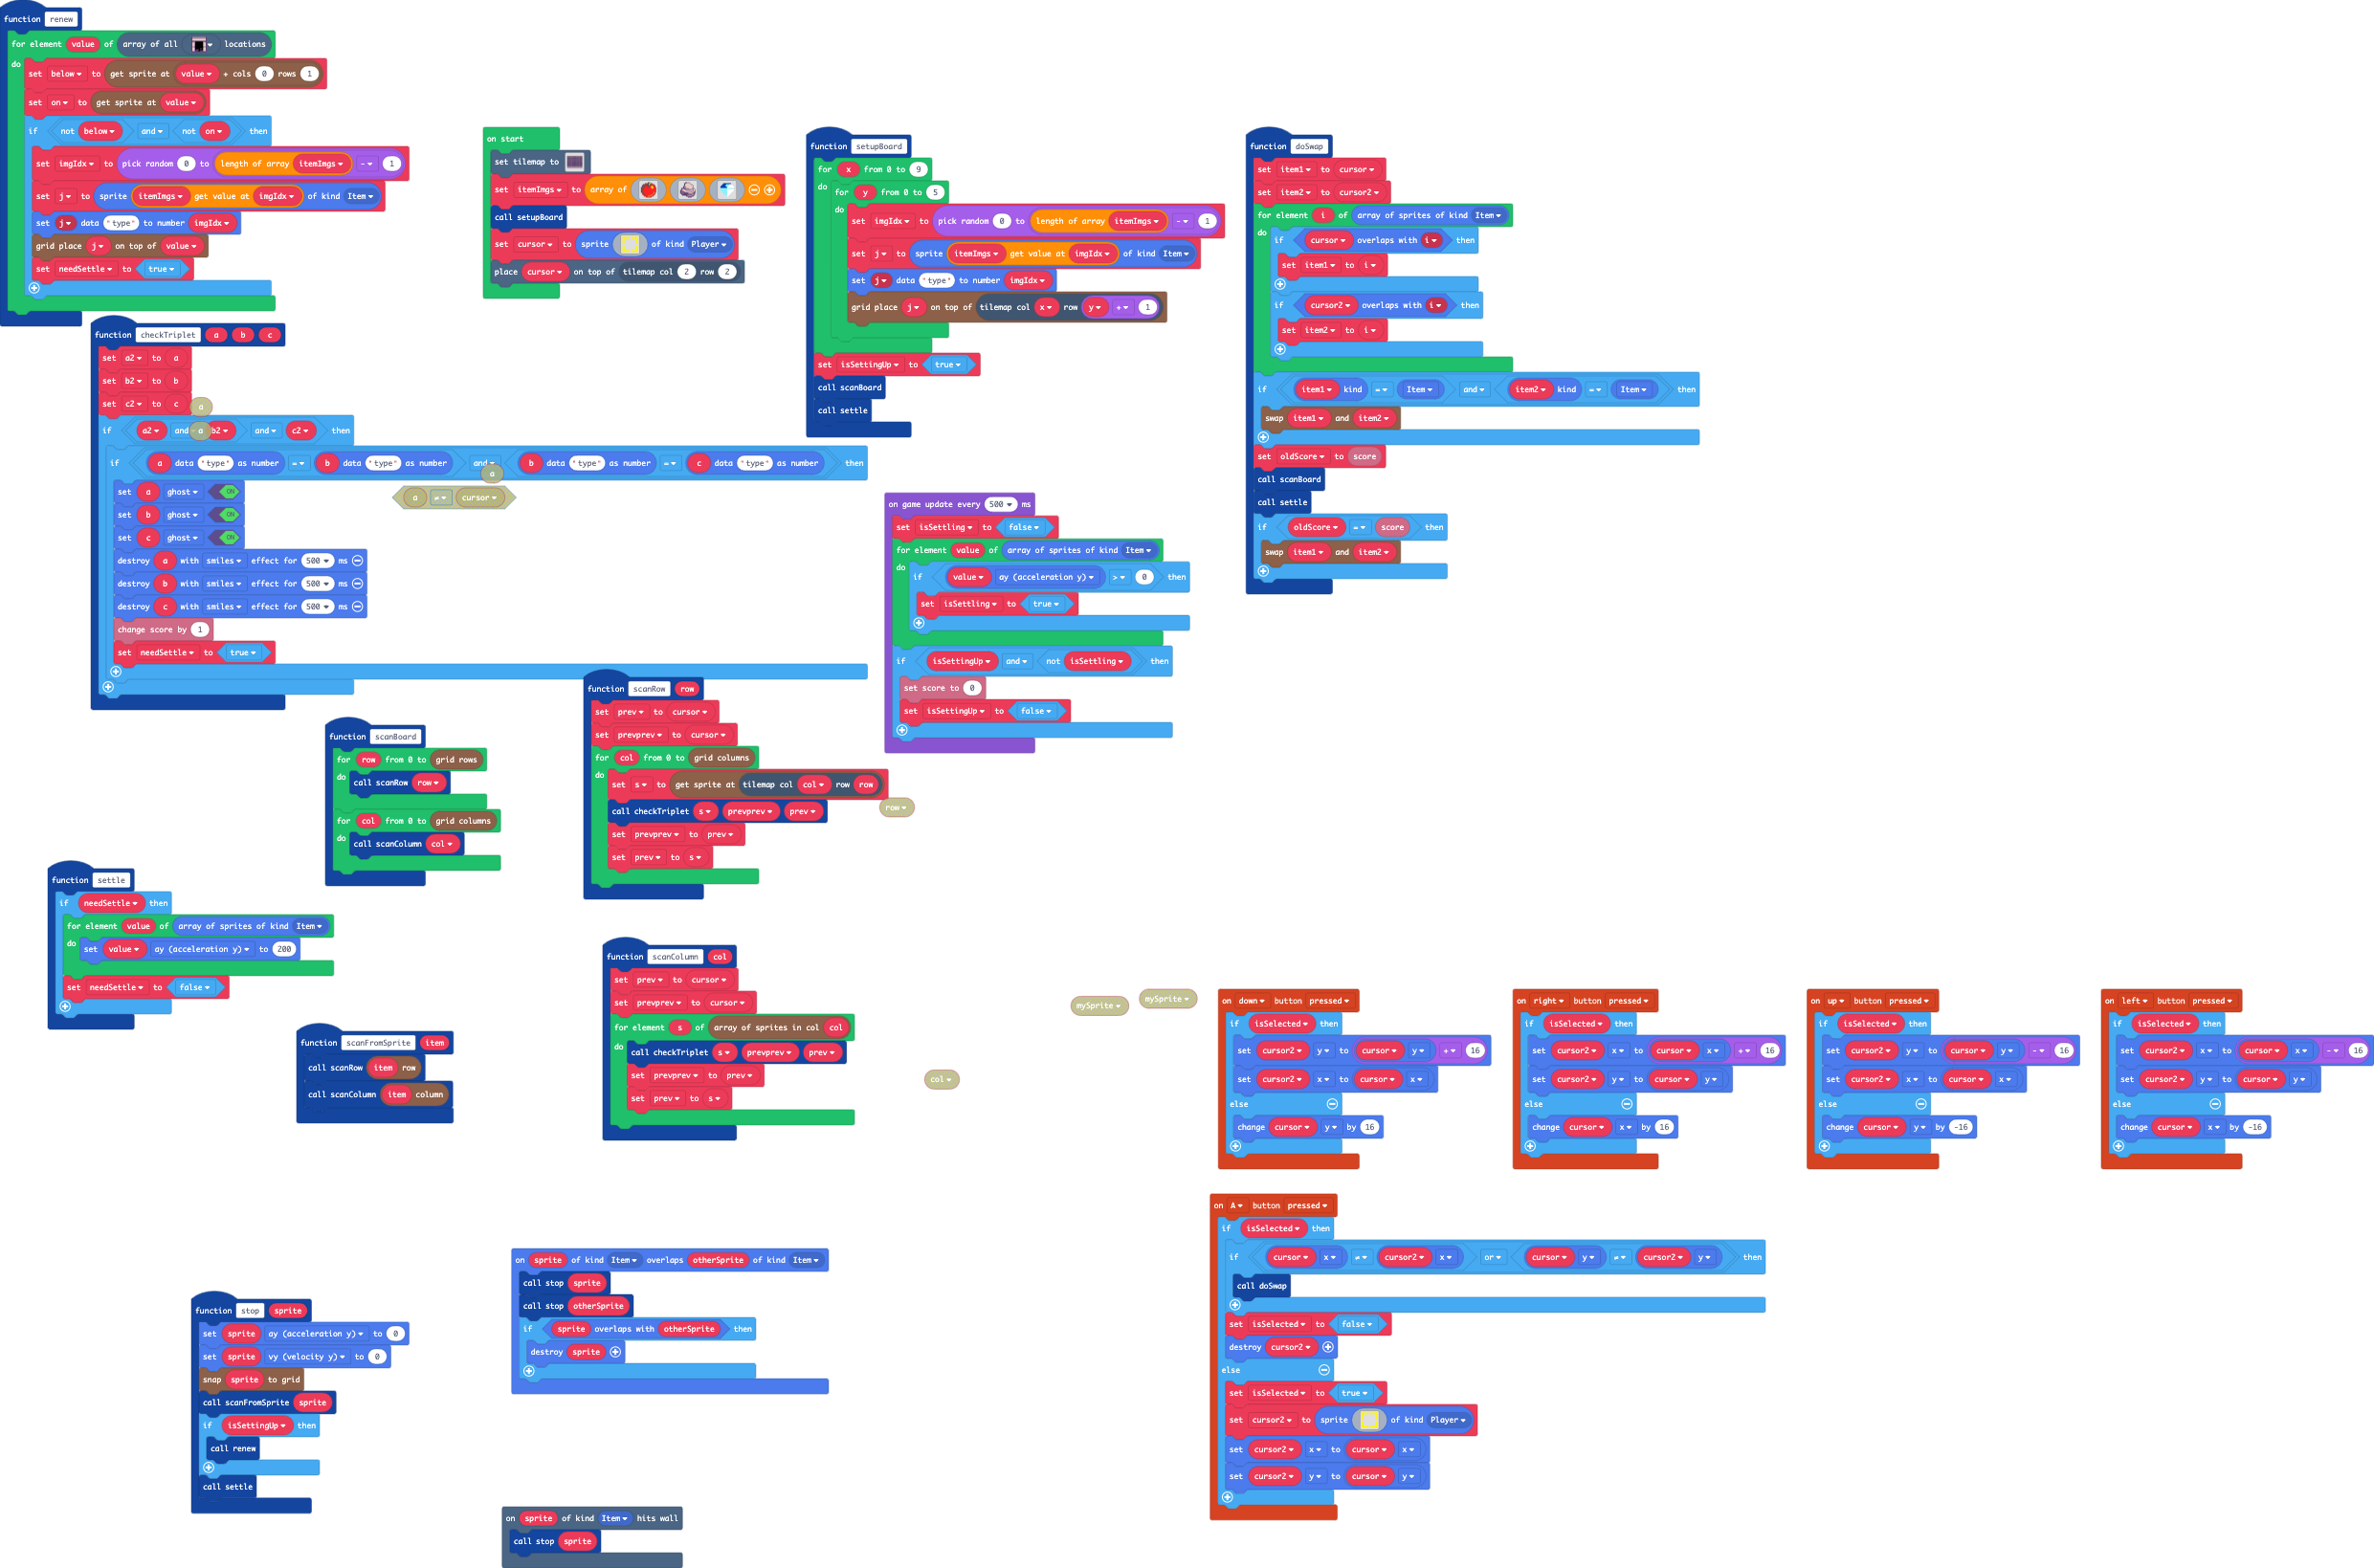 function renew
for element value of array of all locations
do
set below to get sprite at value + cols 0 rows 1
set on to get sprite at value
if not below and not on then
set imgIdx to pick random 0 to length of array itemImgs - 1
set j to sprite itemImgs get value at imgIdx of kind Item
set j data "type" to number imgIdx
grid place j on top of value
set needSettle to true
function checkTriplet a b c
set a2 to a
set b2 to b
set c2 to c
a
if a2 and b2 and c2 then
a
if a data "type" as number = b data "type" as number and b data "type" as number = c data "type" as number then
a
set a ghost ON
a ≠ cursor
set b ghost ON
set c ghost ON
destroy a with smiles effect for 500 ms
destroy b with smiles effect for 500 ms
destroy c with smiles effect for 500 ms
change score by 1
set needSettle to true
on start
set tilemap to
set itemImgs to array of
call setupBoard
set cursor to sprite of kind Player
place cursor on top of tilemap col 2 row 2
function setupBoard
for x from 0 to 9
do
for y from 0 to 5
do
set imgIdx to pick random 0 to length of array itemImgs - 1
set j to sprite itemImgs get value at imgIdx of kind Item
set j data "type" to number imgIdx
grid place j on top of tilemap col x row y + 1
set isSettingUp to true
call scanBoard
call settle
function doSwap
set item1 to cursor
set item2 to cursor2
for element i of array of sprites of kind Item
do
if cursor overlaps with i then
set item1 to i
if cursor2 overlaps with i then
set item2 to i
if item1 kind = Item and item2 kind = Item then
swap item1 and item2
set oldScore to score
call scanBoard
call settle
if oldScore = score then
swap item1 and item2
on game update every 500 ms
set isSettling to false
for element value of array of sprites of kind Item
do
if value ay (acceleration y) > 0 then
set isSettling to true
if isSettingUp and not isSettling then
set score to 0
set isSettingUp to false
function scanBoard
for row from 0 to grid rows
do
call scanRow row
for col from 0 to grid columns
do
call scanColumn col
function scanRow row
set prev to cursor
set prevprev to cursor
for col from 0 to grid columns
do
set s to get sprite at tilemap col col row row
row
call checkTriplet s prevprev prev
set prevprev to prev
set prev to s
function settle
if needSettle then
for element value of array of sprites of kind Item
do
set value ay (acceleration y) to 200
set needSettle to false
function scanFromSprite item
call scanRow item row
call scanColumn item column
function scanColumn col
set prev to cursor
set prevprev to cursor
for element s of array of sprites in col col
do
call checkTriplet s prevprev prev
set prevprev to prev
set prev to s
mySprite
mySprite
col
on down button pressed
if isSelected then
set cursor2 y to cursor y + 16
set cursor2 x to cursor x
else
change cursor y by 16
on right button pressed
if isSelected then
set cursor2 x to cursor x + 16
set cursor2 y to cursor y
else
change cursor x by 16
on up button pressed
if isSelected then
set cursor2 y to cursor y - 16
set cursor2 x to cursor x
else
change cursor y by -16
on left button pressed
if isSelected then
set cursor2 x to cursor x - 16
set cursor2 y to cursor y
else
change cursor x by -16
on A button pressed
if isSelected then
if cursor x ≠ cursor2 x or cursor y ≠ cursor2 y then
call doSwap
set isSelected to false
destroy cursor2
else
set isSelected to true
set cursor2 to sprite of kind Player
set cursor2 x to cursor x
set cursor2 y to cursor y
function stop sprite
set sprite ay (acceleration y) to 0
set sprite vy (velocity y) to 0
snap sprite to grid
call scanFromSprite sprite
if isSettingUp then
call renew
call settle
on sprite of kind Item overlaps otherSprite of kind Item
call stop sprite
call stop otherSprite
if sprite overlaps with otherSprite then
destroy sprite
on sprite of kind Item hits wall
call stop sprite